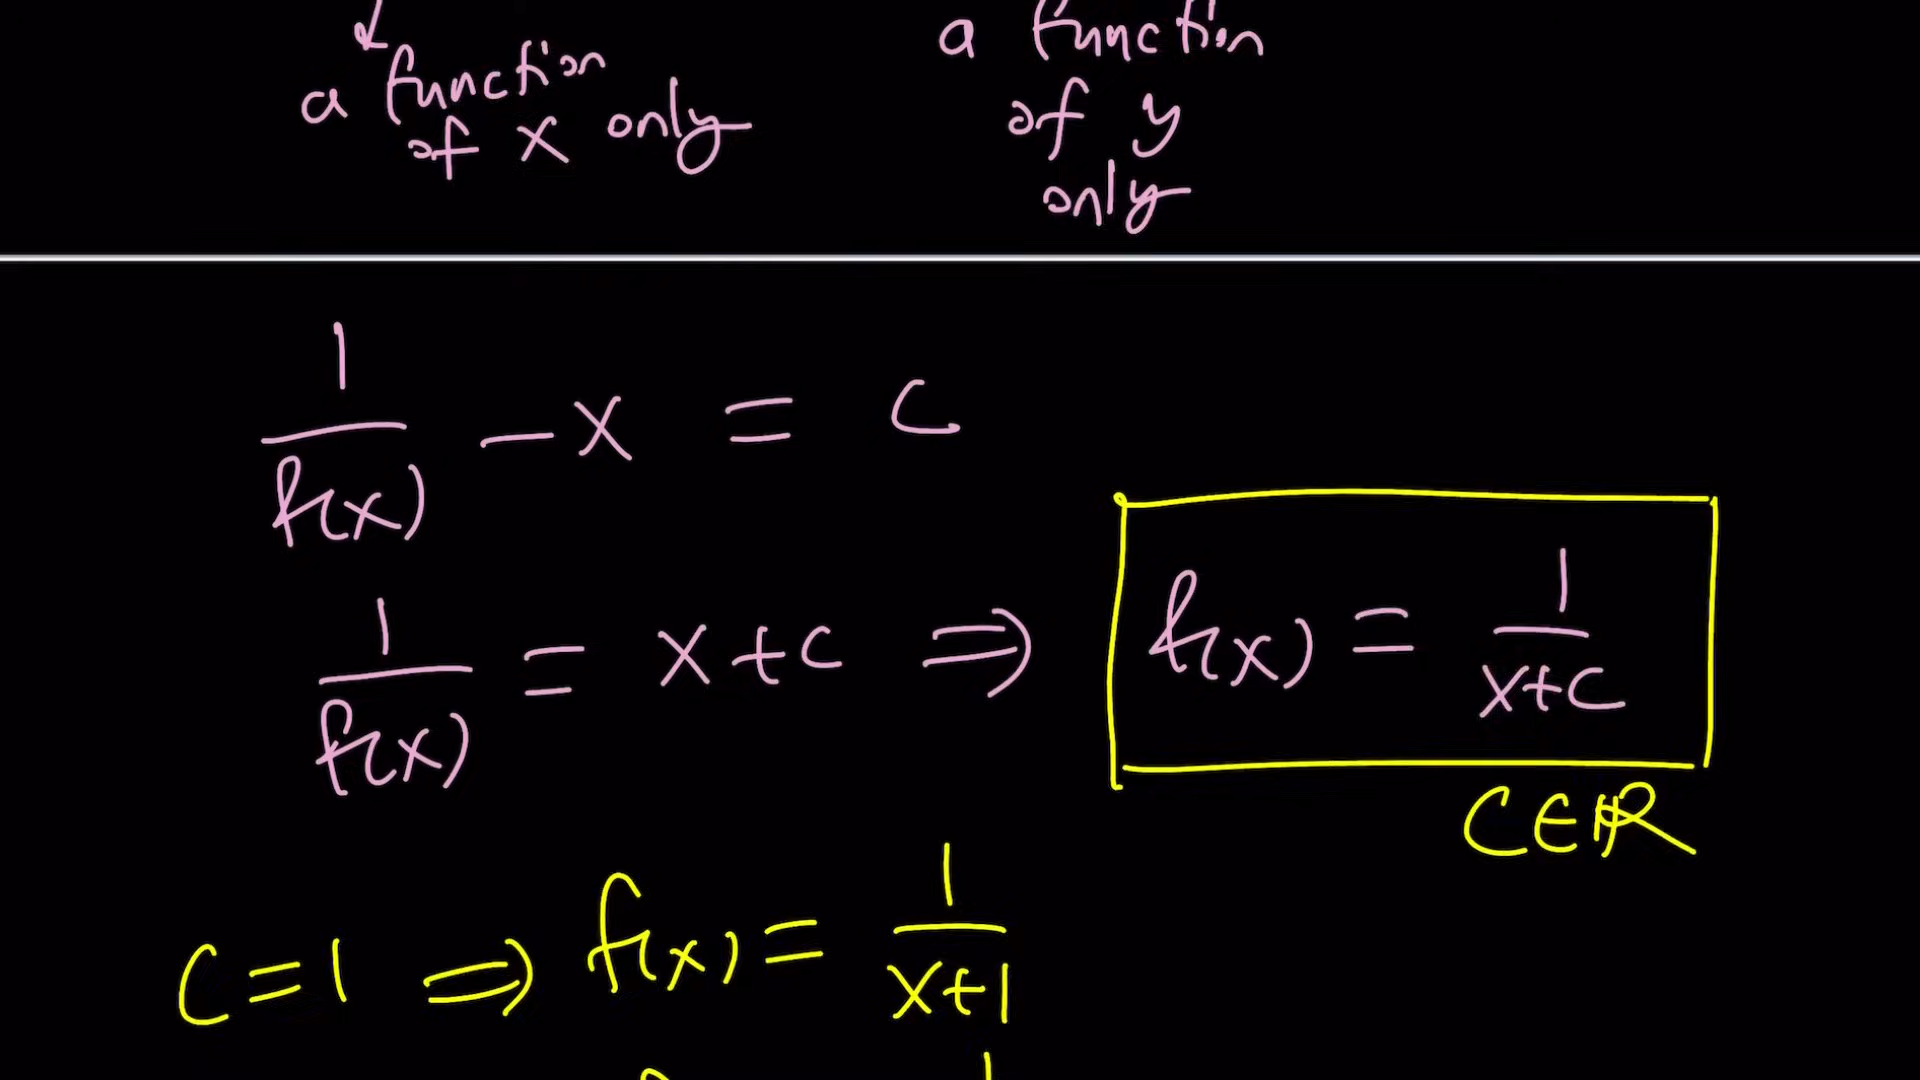 a function of x only
a function of y only
1/f(x) - x = c
1/f(x) = x+c ⇒ f(x) = 1/(x+c)
C∈ℝ
C=1 ⇒ f(x) = 1/(x+1)